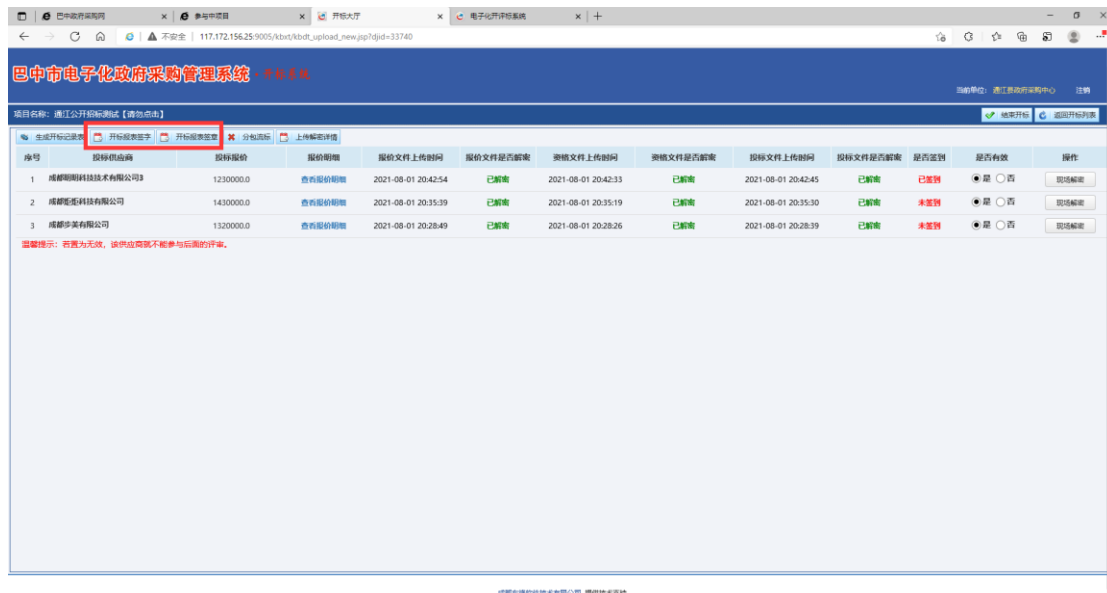 巴中政府采购网
参与中项目
开标大厅
电子化开评标系统
不安全 117.172.156.25:9005/kbxt/kbdt_upload_new.jsp?djid=33740
巴中市电子化政府采购管理系统·开标系统
当前单位：通江县政府采购中心 注销
项目名称：通江公开招标测试【请勿点击】 结束开标 返回开标列表
生成开标记录表 开标报表签字 开标报表签章 分包流标 上传解密详情
序号 投标供应商 投标报价 报价明细 报价文件上传时间 报价文件是否解密 资格文件上传时间 资格文件是否解密 投标文件上传时间 投标文件是否解密 是否签到 是否有效 操作
1 成都明明科技技术有限公司3 1230000.0 查看报价明细 2021-08-01 20:42:54 已解密 2021-08-01 20:42:33 已解密 2021-08-01 20:42:45 已解密 已签到 是 否 现场解密
2 成都 科技有限公司 1430000.0 查看报价明细 2021-08-01 20:35:39 已解密 2021-08-01 20:35:19 已解密 2021-08-01 20:35:30 已解密 未签到 是 否 现场解密
3 成都步美有限公司 1320000.0 查看报价明细 2021-08-01 20:28:49 已解密 2021-08-01 20:28:26 已解密 2021-08-01 20:28:39 已解密 未签到 是 否 现场解密
温馨提示：若置为无效，该供应商就不能参与后面的评审。